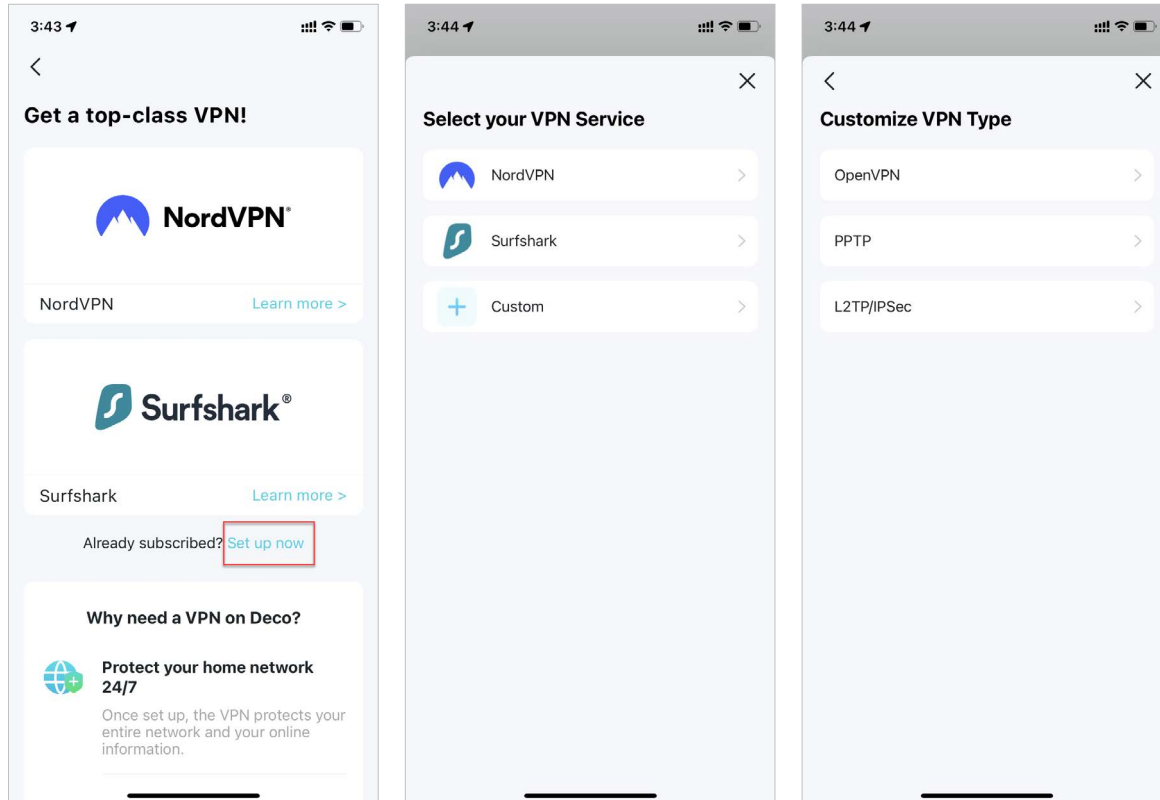 3:43
Get a top-class VPN!
NordVPN®
NordVPN Learn more >
Surfshark®
Surfshark Learn more >
Already subscribed? Set up now
Why need a VPN on Deco?
Protect your home network
24/7
Once set up, the VPN protects your
entire network and your online
information.
3:44
Select your VPN Service
NordVPN
Surfshark
Custom
3:44
Customize VPN Type
OpenVPN
PPTP
L2TP/IPSec